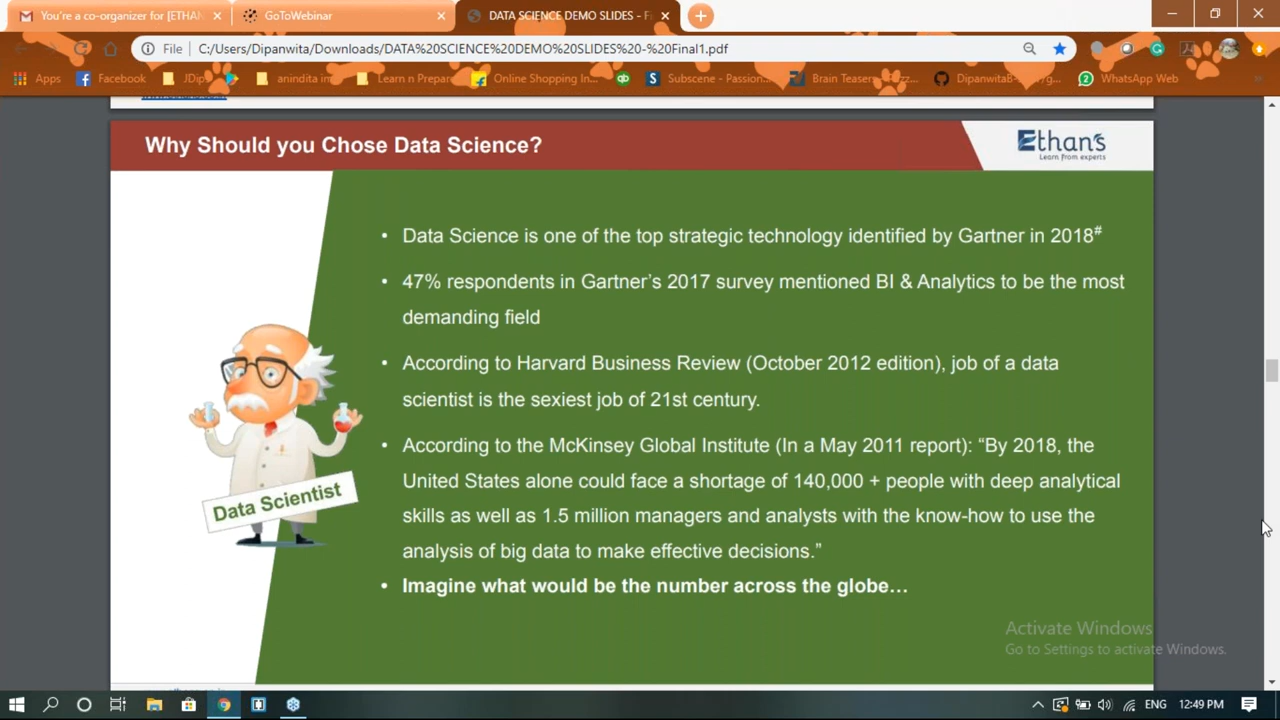 You're a co-organizer for [ETHAN
GoToWebinar
DATA SCIENCE DEMO SLIDES - F
File
C:/Users/Dipanwita/Downloads/DATA%20SCIENCE%20DEMO%20SLIDES%20-%20Final1.pdf
Apps
Facebook
JDips
anindita im
Learn n Prepare
Online Shopping In...
Subscene - Passion...
Brain Teasers
DipanwitaB
WhatsApp Web
Why Should you Chose Data Science?
Ethan's
Learn from experts
• Data Science is one of the top strategic technology identified by Gartner in 2018#
• 47% respondents in Gartner's 2017 survey mentioned BI & Analytics to be the most
demanding field
• According to Harvard Business Review (October 2012 edition), job of a data
scientist is the sexiest job of 21st century.
• According to the McKinsey Global Institute (In a May 2011 report): “By 2018, the
United States alone could face a shortage of 140,000 + people with deep analytical
skills as well as 1.5 million managers and analysts with the know-how to use the
analysis of big data to make effective decisions.”
• Imagine what would be the number across the globe…
Data Scientist
Activate Windows
Go to Settings to activate Windows.
ENG
12:49 PM